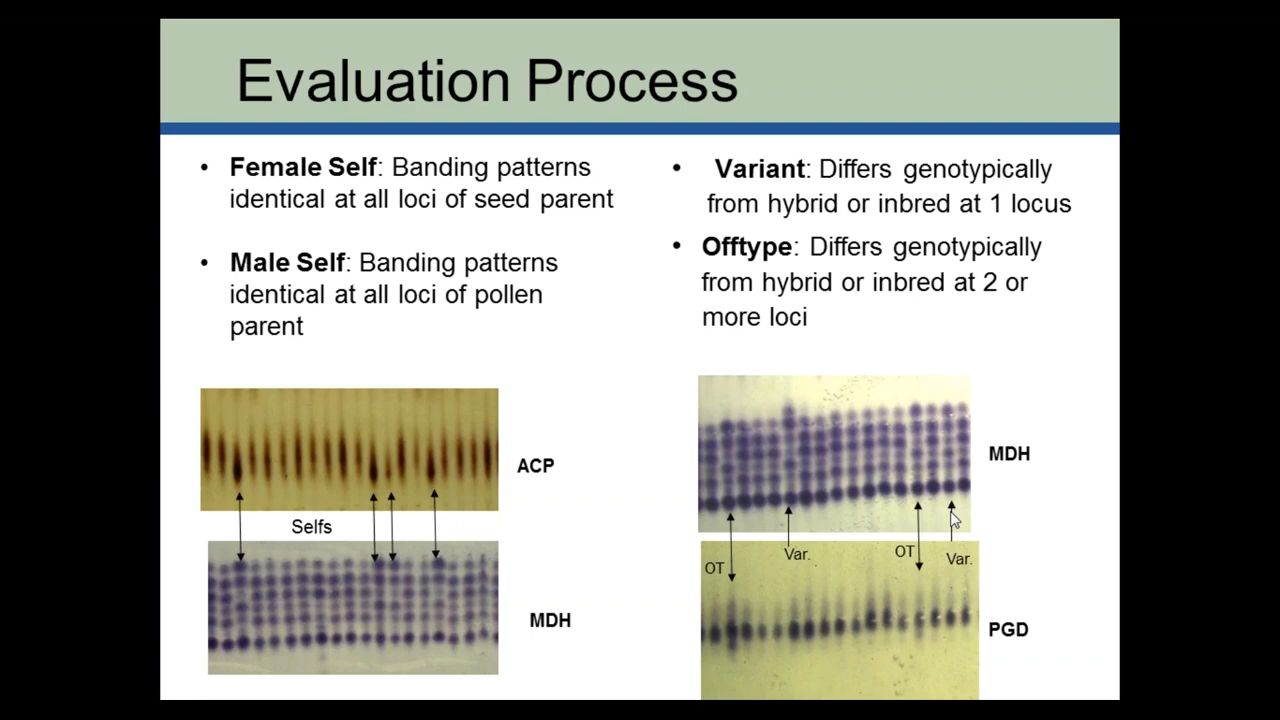 Evaluation Process
• Female Self: Banding patterns
identical at all loci of seed parent
• Male Self: Banding patterns
identical at all loci of pollen
parent
• Variant: Differs genotypically
from hybrid or inbred at 1 locus
• Offtype: Differs genotypically
from hybrid or inbred at 2 or
more loci
ACP
Selfs
MDH
MDH
OT
Var.
OT
Var.
PGD